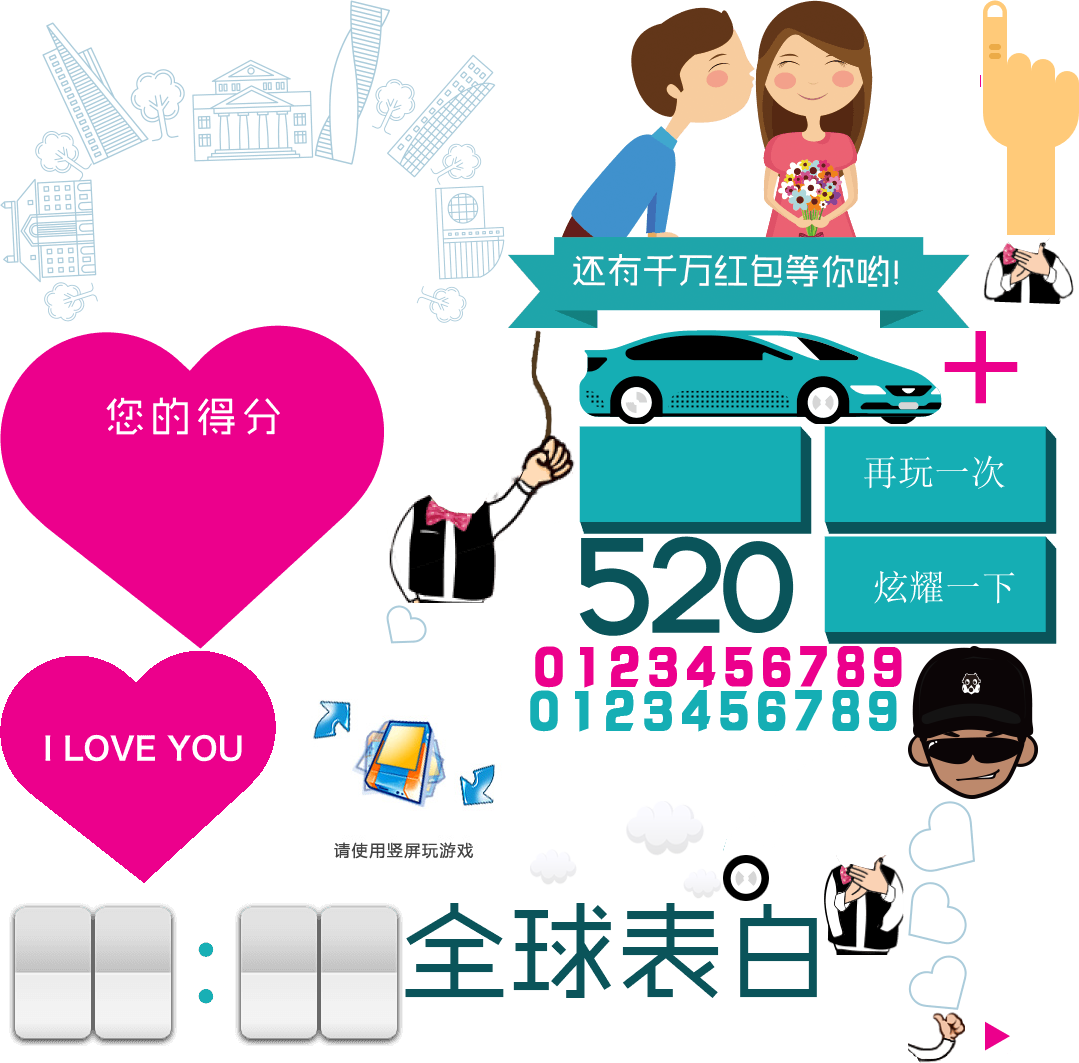 还有千万红包等你哟!
您的得分
再玩一次
520
炫耀一下
0123456789
0123456789
I LOVE YOU
请使用竖屏玩游戏
全球表白